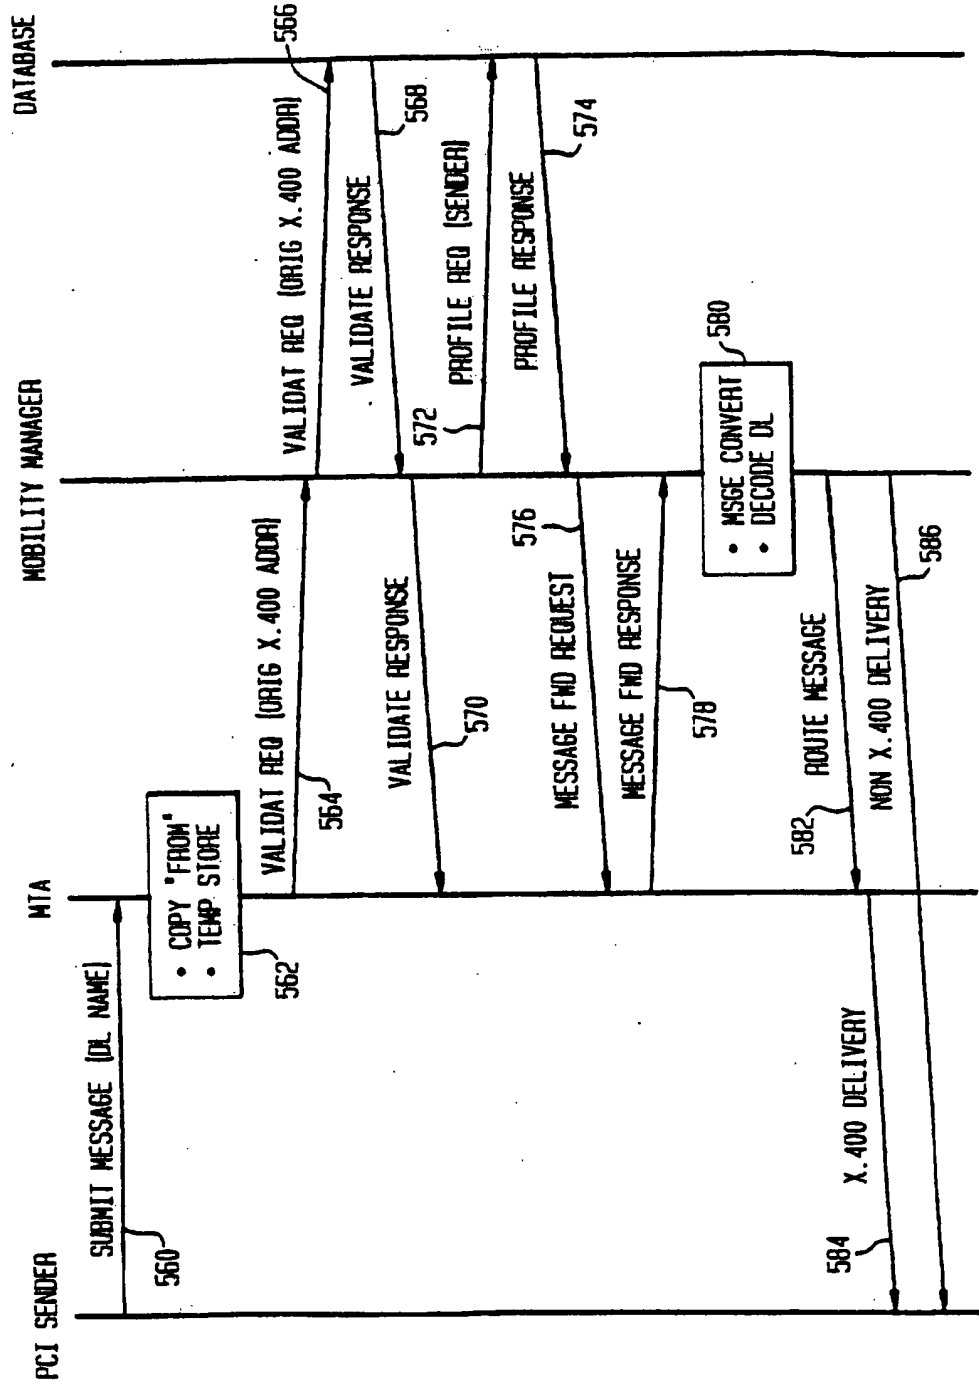 PCI SENDER
MTA
MOBILITY MANAGER
DATABASE
SUBMIT MESSAGE (DL NAME)
560
• COPY "FROM"
• TEMP STORE
562
VALIDAT REQ (ORIG X.400 ADDR)
564
VALIDAT REQ (ORIG X.400 ADDR)
566
VALIDATE RESPONSE
568
VALIDATE RESPONSE
570
572
PROFILE REQ (SENDER)
PROFILE RESPONSE
574
MESSAGE FWD REQUEST
576
MESSAGE FWD RESPONSE
578
• MSGE CONVERT
• DECODE DL
580
ROUTE MESSAGE
582
X.400 DELIVERY
584
NON X.400 DELIVERY
586